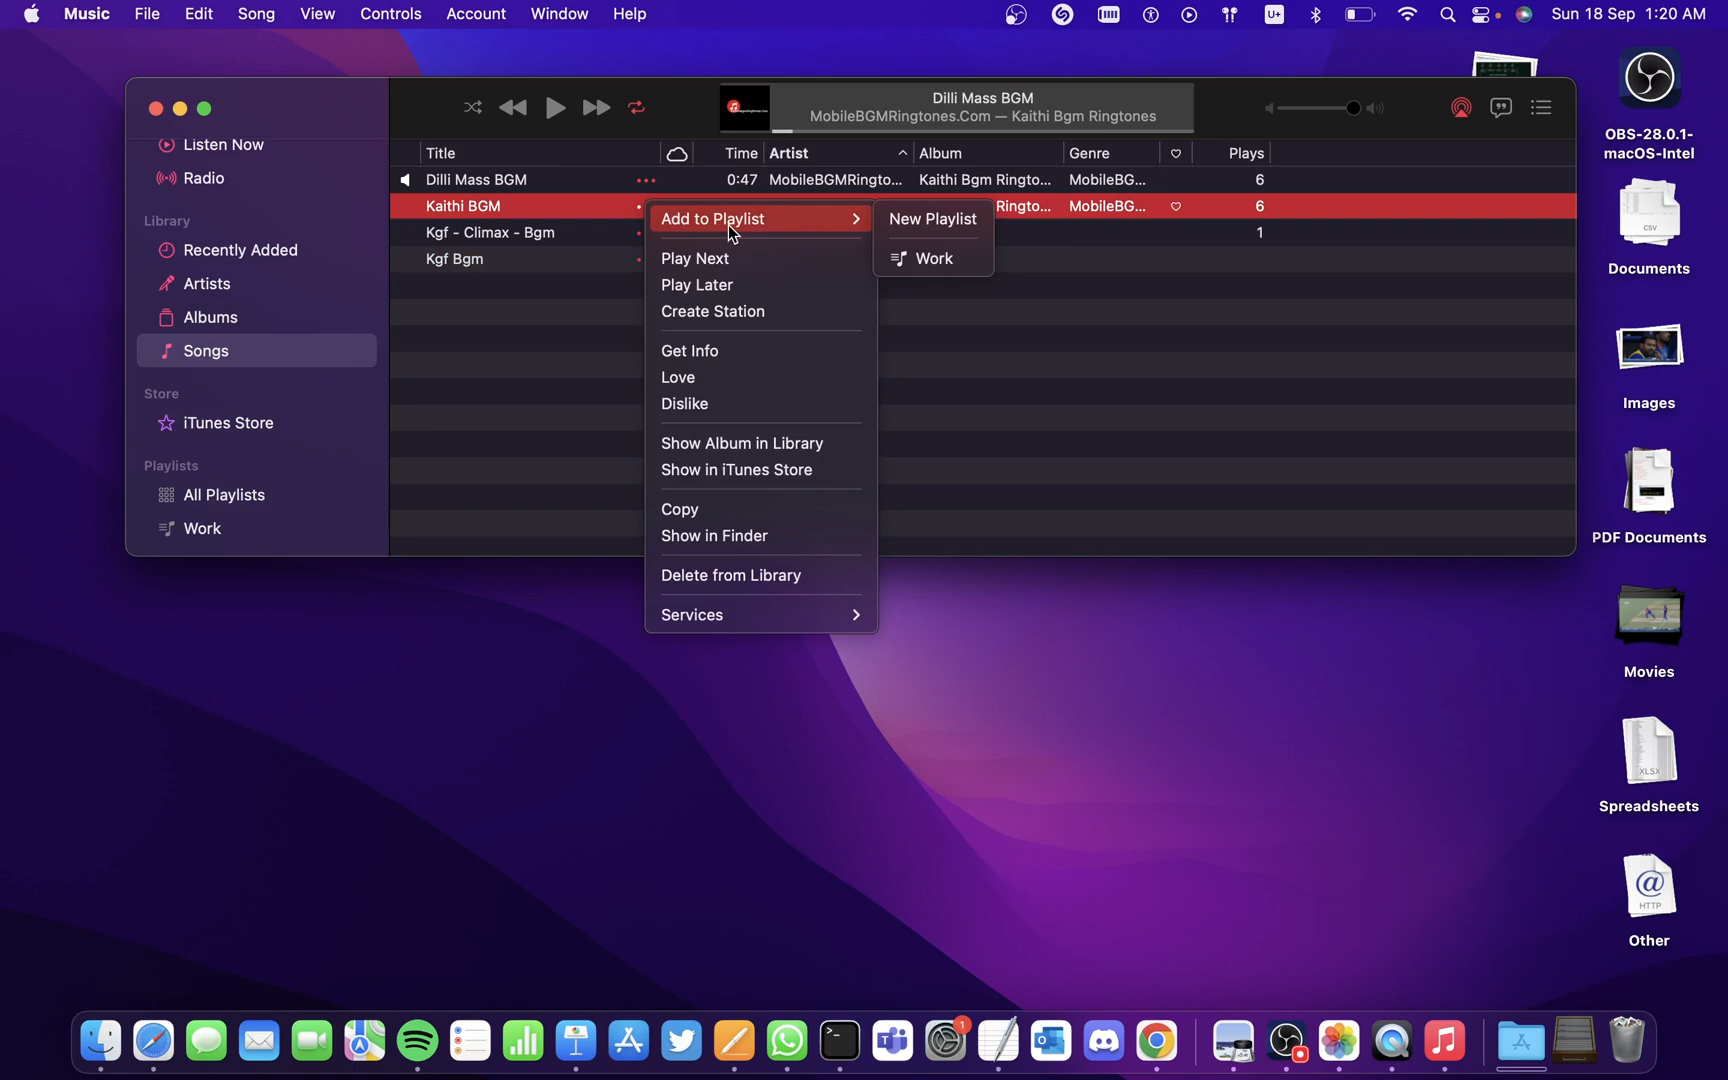 Music File Edit Song View Controls Account Window Help U+ Sun 18 Sep 1:20 AM
Dilli Mass BGM
MobileBGMRingtones.Com — Kaithi Bgm Ringtones
Listen Now
Radio
Library
Recently Added
Artists
Albums
Songs
Store
iTunes Store
Playlists
All Playlists
Work
Title Time Artist Album Genre Plays
Dilli Mass BGM 0:47 MobileBGMRingto... Kaithi Bgm Ringto... MobileBG... 6
Kaithi BGM Ringto... MobileBG... 6
Kgf - Climax - Bgm 1
Kgf Bgm
Add to Playlist
Play Next
Play Later
Create Station
Get Info
Love
Dislike
Show Album in Library
Show in iTunes Store
Copy
Show in Finder
Delete from Library
Services
New Playlist
Work
OBS-28.0.1-
macOS-Intel
CSV
Documents
Images
PDF Documents
Movies
XLSX
Spreadsheets
@
HTTP
Other
1